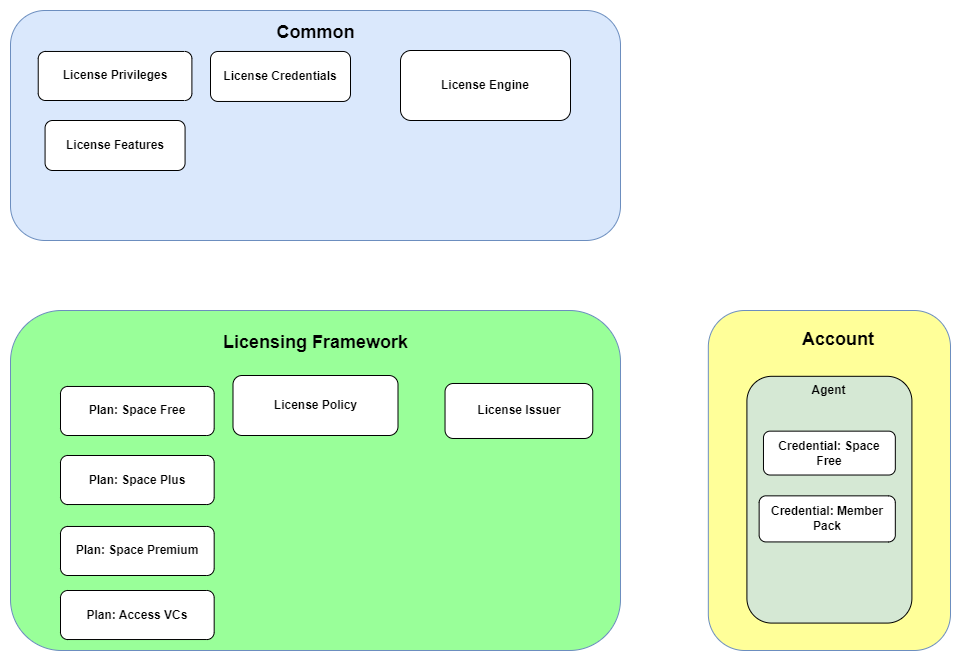 Common
License Privileges
License Credentials
License Engine
License Features
Licensing Framework
Plan: Space Free
License Policy
License Issuer
Plan: Space Plus
Plan: Space Premium
Plan: Access VCs
Account
Agent
Credential: Space
Free
Credential: Member
Pack